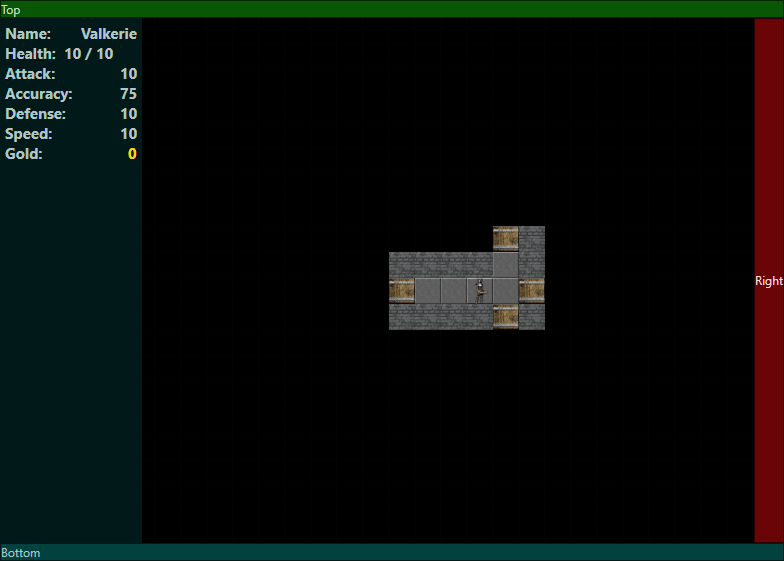 Top
Name: Valkerie
Health: 10 / 10
Attack: 10
Accuracy: 75
Defense: 10
Speed: 10
Gold: 0
Right
Bottom